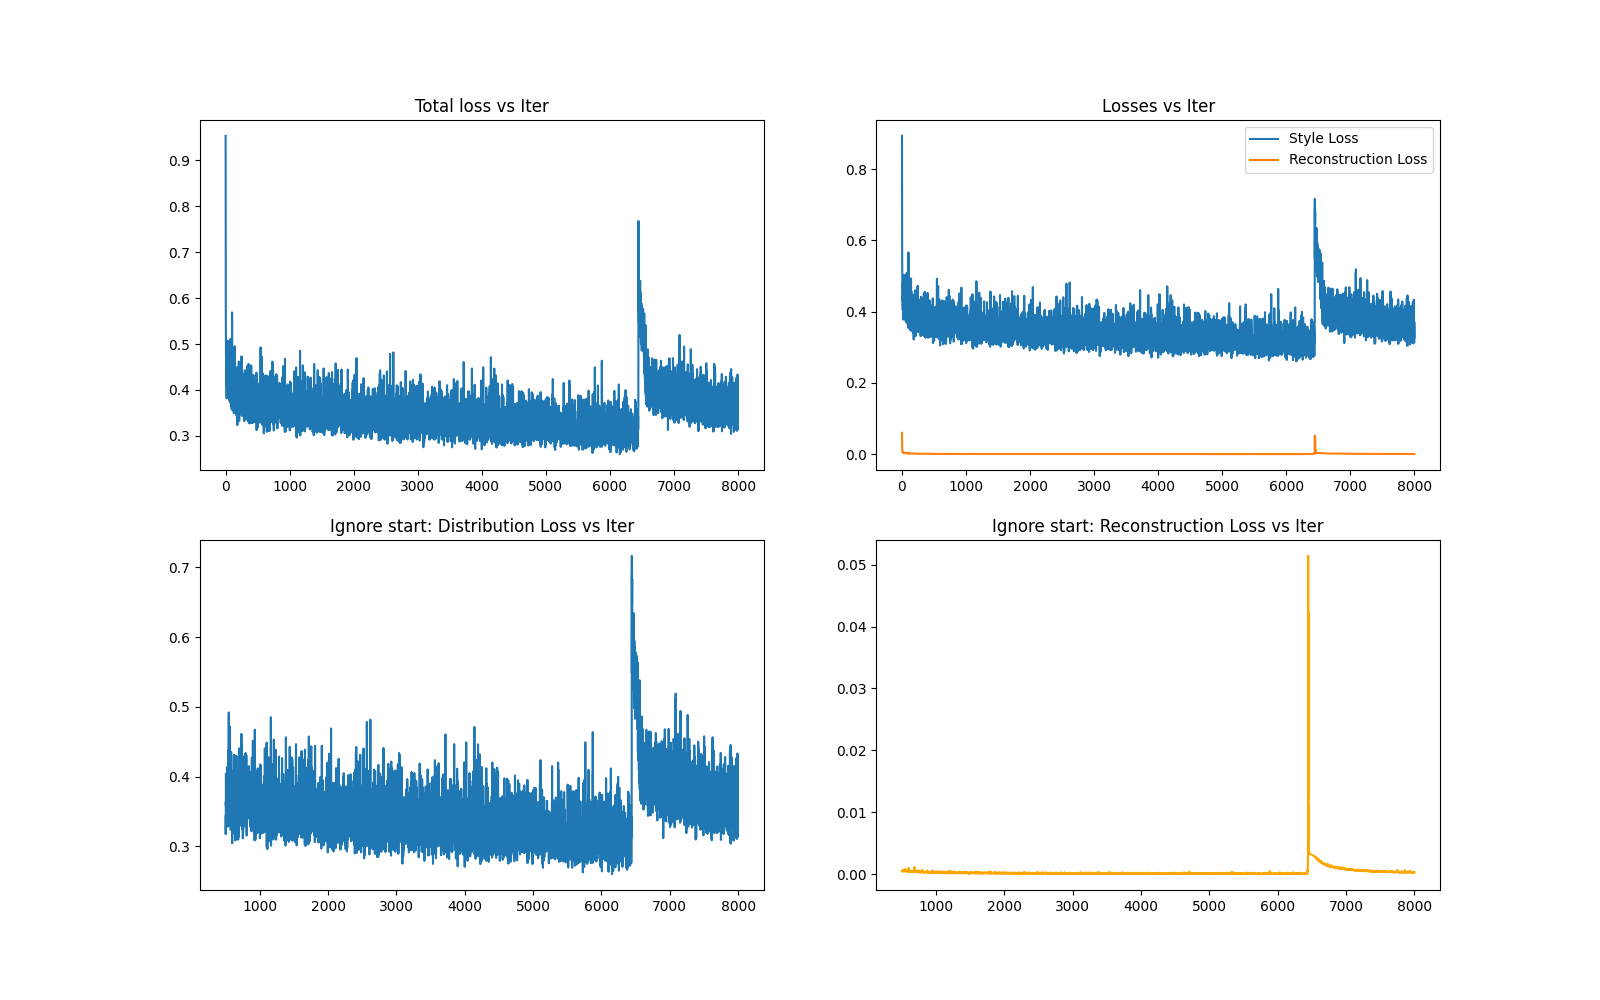 Total loss vs Iter
0.9
0.8
0.7
0.6
0.5
0.4
0.3
0 1000 2000 3000 4000 5000 6000 7000 8000
Losses vs Iter
Style Loss
Reconstruction Loss
0.8
0.6
0.4
0.2
0.0
0 1000 2000 3000 4000 5000 6000 7000 8000
Ignore start: Distribution Loss vs Iter
0.7
0.6
0.5
0.4
0.3
1000 2000 3000 4000 5000 6000 7000 8000
Ignore start: Reconstruction Loss vs Iter
0.05
0.04
0.03
0.02
0.01
0.00
1000 2000 3000 4000 5000 6000 7000 8000